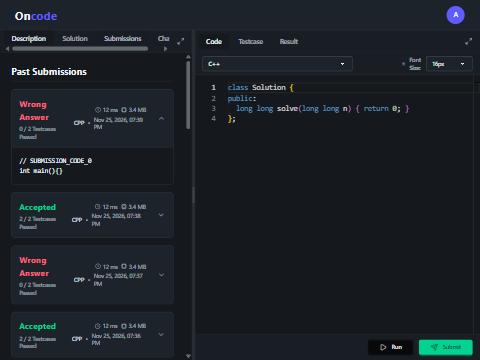 Oncode
A
Description Solution Submissions Cha
Past Submissions
Wrong
Answer
0 / 2 Testcases
Passed
CPP •
12 ms 3.4 MB
Nov 25, 2026, 07:39
PM
// SUBMISSION_CODE_0
int main(){}
Accepted
2 / 2 Testcases
Passed
CPP •
12 ms 3.4 MB
Nov 25, 2026, 07:38
PM
Wrong
Answer
0 / 2 Testcases
Passed
CPP •
12 ms 3.4 MB
Nov 25, 2026, 07:37
PM
Accepted
2 / 2 Testcases
Passed
CPP •
12 ms 3.4 MB
Nov 25, 2026, 07:36
PM
Code Testcase Result
C++
Font
Size:
16px
1 class Solution {
2 public:
3 long long solve(long long n) { return 0; }
4 };
Run
Submit